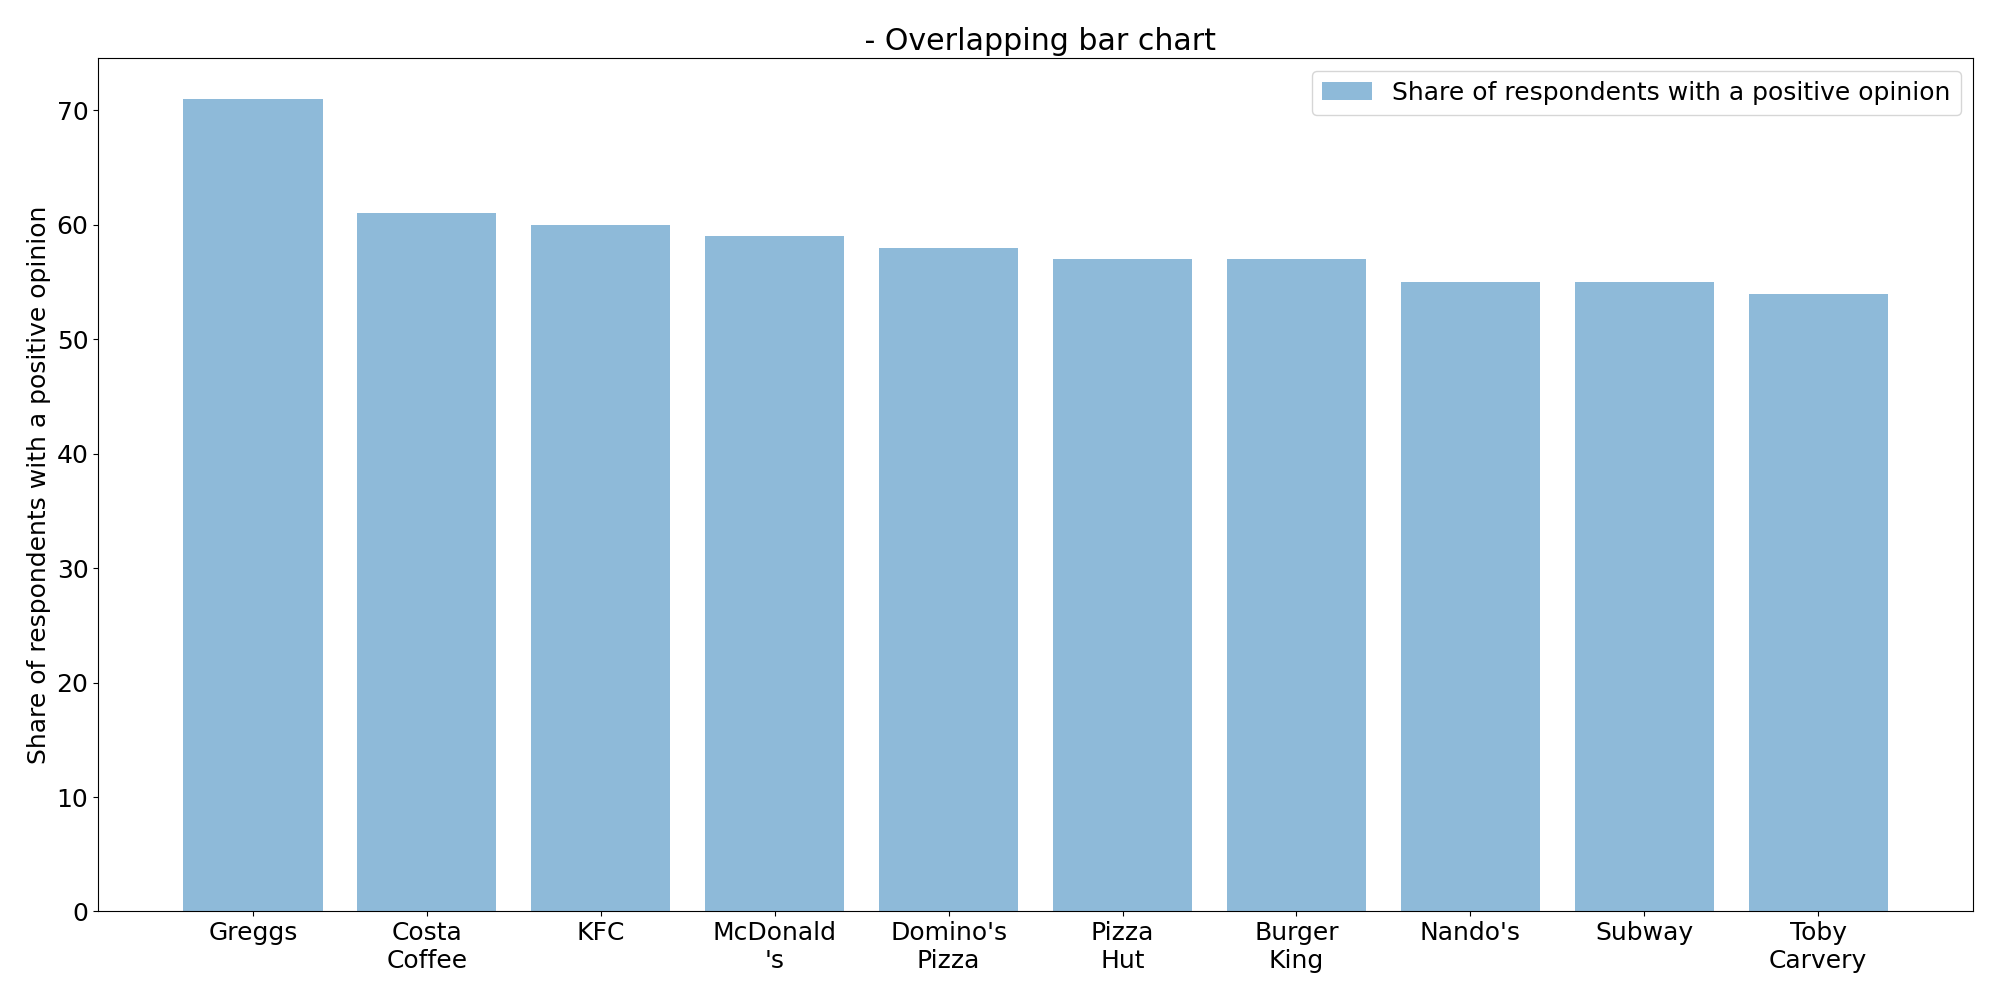 - Overlapping bar chart
Share of respondents with a positive opinion
Share of respondents with a positive opinion
70
60
50
40
30
20
10
0
Greggs
Costa
Coffee
KFC
McDonald
's
Domino's
Pizza
Pizza
Hut
Burger
King
Nando's
Subway
Toby
Carvery